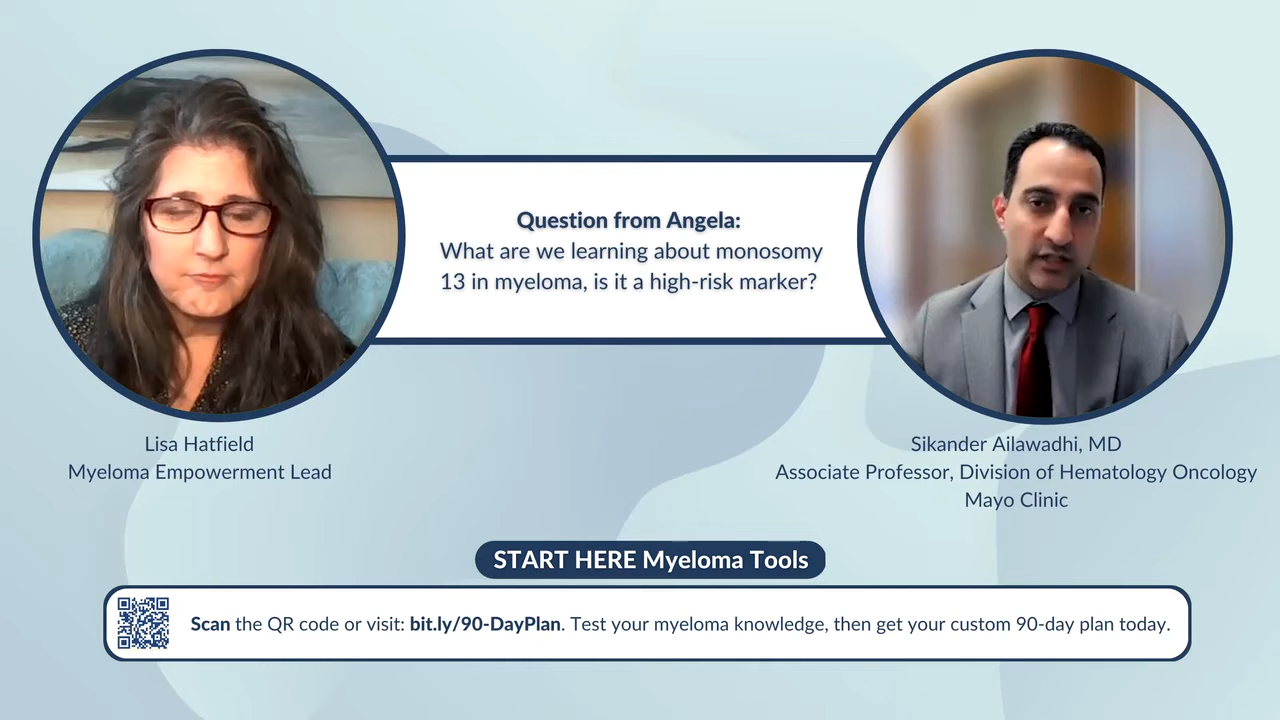 Question from Angela:
What are we learning about monosomy
13 in myeloma, is it a high-risk marker?
Lisa Hatfield
Myeloma Empowerment Lead
Sikander Ailawadhi, MD
Associate Professor, Division of Hematology Oncology
Mayo Clinic
START HERE Myeloma Tools
Scan the QR code or visit: bit.ly/90-DayPlan. Test your myeloma knowledge, then get your custom 90-day plan today.